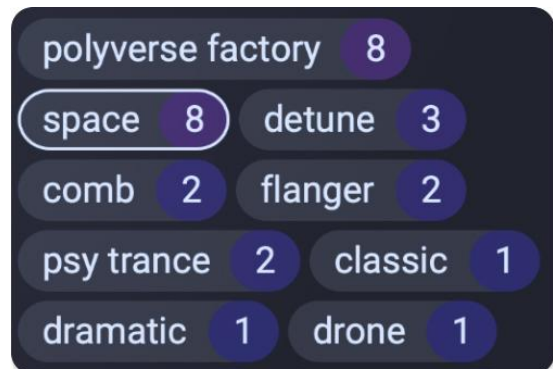 polyverse factory 8
space 8 detune 3
comb 2 flanger 2
psy trance 2 classic 1
dramatic 1 drone 1